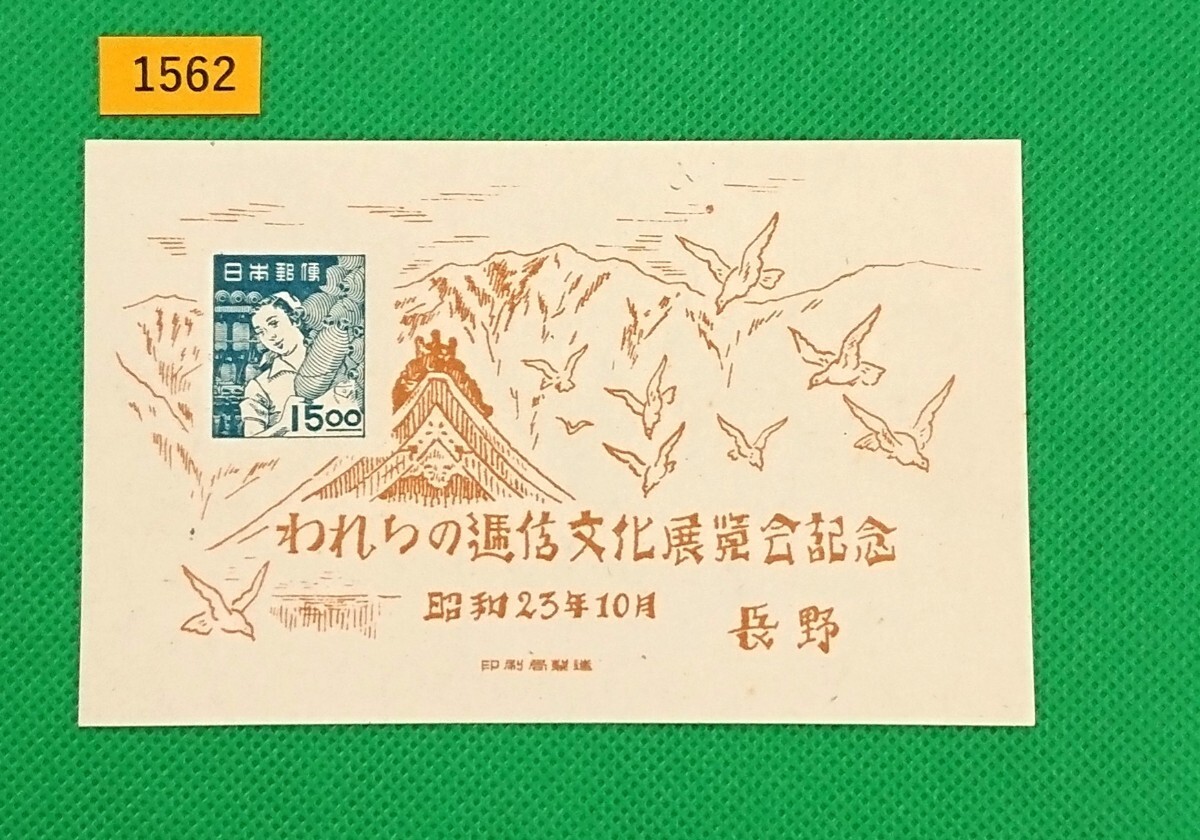 1562
日本郵便
15.00
われらの逓信文化展覧会記念
昭和23年10月
長野
印刷局製造